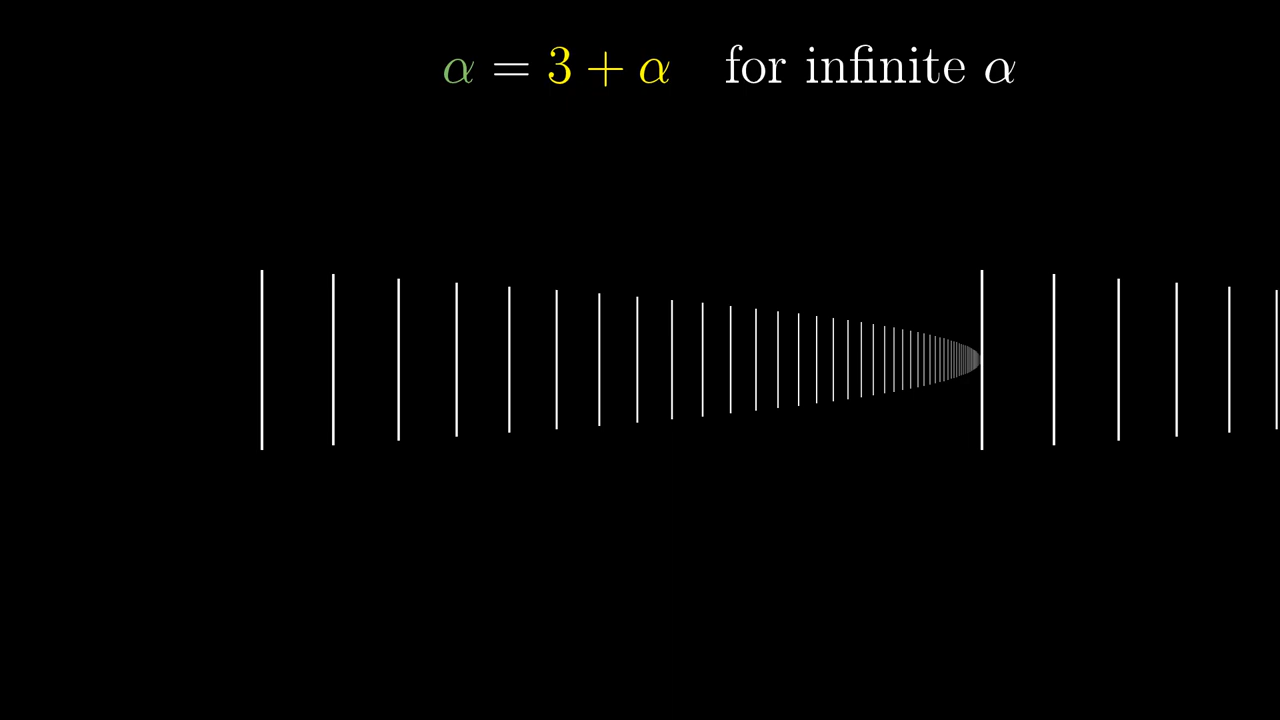 α = 3 + α for infinite α